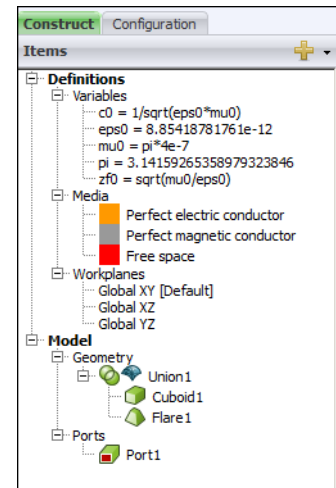 Construct Configuration
Items
Definitions
Variables
c0 = 1/sqrt(eps0*mu0)
eps0 = 8.85418781761e-12
mu0 = pi*4e-7
pi = 3.14159265358979323846
zf0 = sqrt(mu0/eps0)
Media
Perfect electric conductor
Perfect magnetic conductor
Free space
Workplanes
Global XY [Default]
Global XZ
Global YZ
Model
Geometry
Union1
Cuboid1
Flare1
Ports
Port1